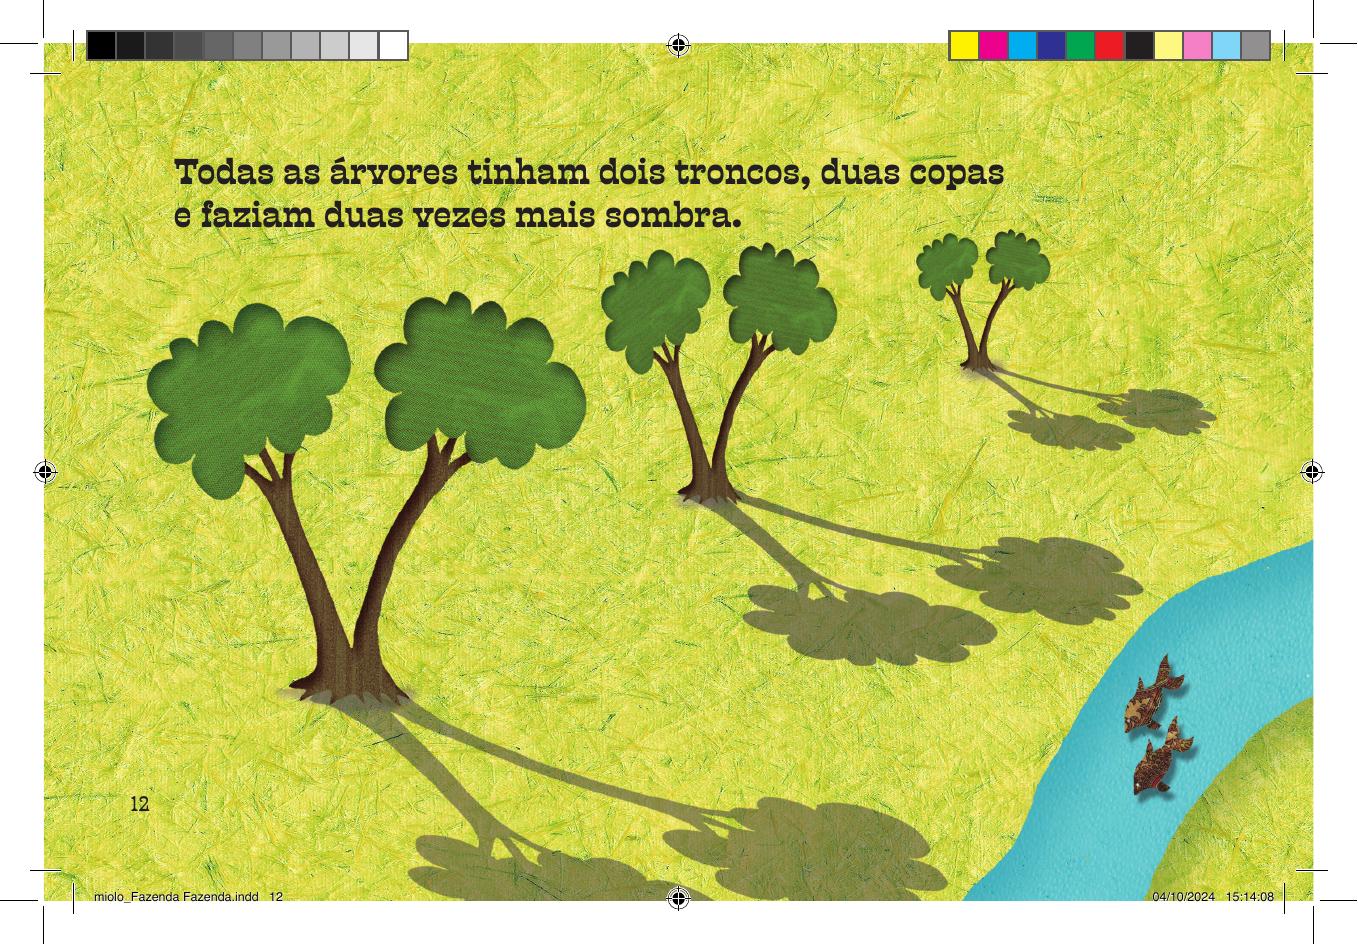 Todas as árvores tinham dois troncos, duas copas
e faziam duas vezes mais sombra.
12
miolo_Fazenda Fazenda.indd   12
04/10/2024   15:14:08